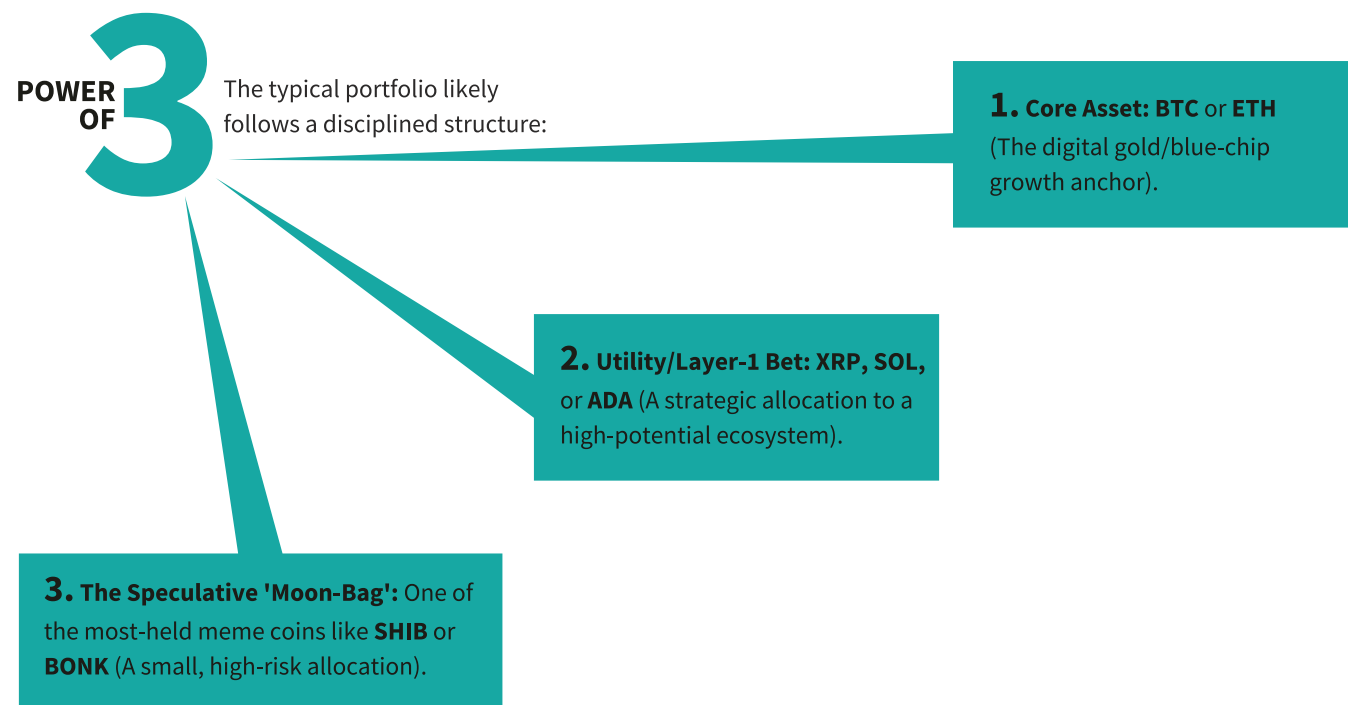 POWER
OF
3
The typical portfolio likely
follows a disciplined structure:
1. Core Asset: BTC or ETH
(The digital gold/blue-chip
growth anchor).
2. Utility/Layer-1 Bet: XRP, SOL,
or ADA (A strategic allocation to a
high-potential ecosystem).
3. The Speculative 'Moon-Bag': One of
the most-held meme coins like SHIB or
BONK (A small, high-risk allocation).